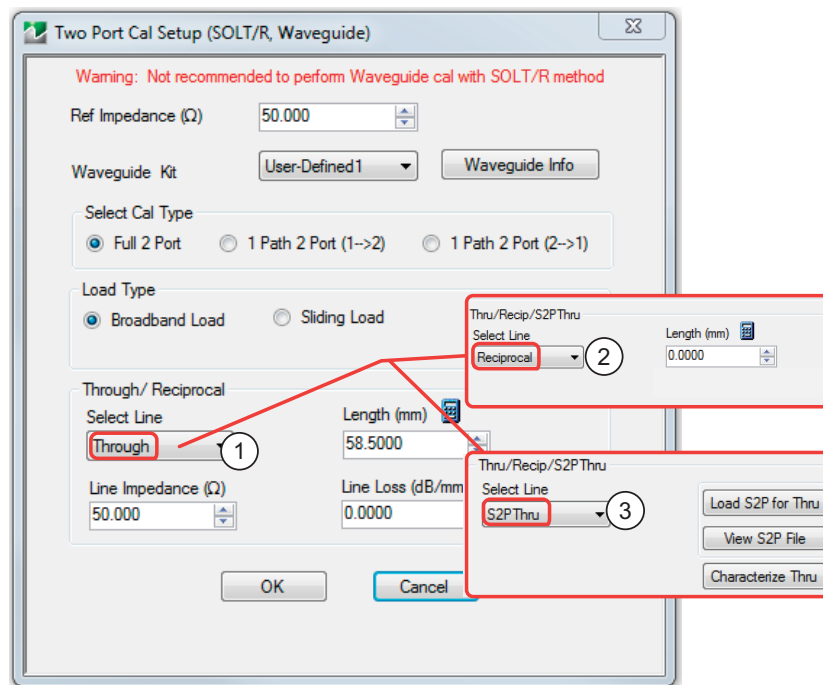 Two Port Cal Setup (SOLT/R, Waveguide)
Warning: Not recommended to perform Waveguide cal with SOLT/R method
Ref Impedance (Ω)
50.000
Waveguide Kit
User-Defined1
Waveguide Info
Select Cal Type
Full 2 Port
1 Path 2 Port (1-->2)
1 Path 2 Port (2-->1)
Load Type
Broadband Load
Sliding Load
Through/ Reciprocal
Select Line
Length (mm)
Through
1
58.5000
Line Impedance (Ω)
Line Loss (dB/mm
50.000
0.0000
OK
Cancel
Thru/Recip/S2PThru
Select Line
Length (mm)
Reciprocal
2
0.0000
Thru/Recip/S2PThru
Select Line
S2PThru
3
Load S2P for Thru
View S2P File
Characterize Thru